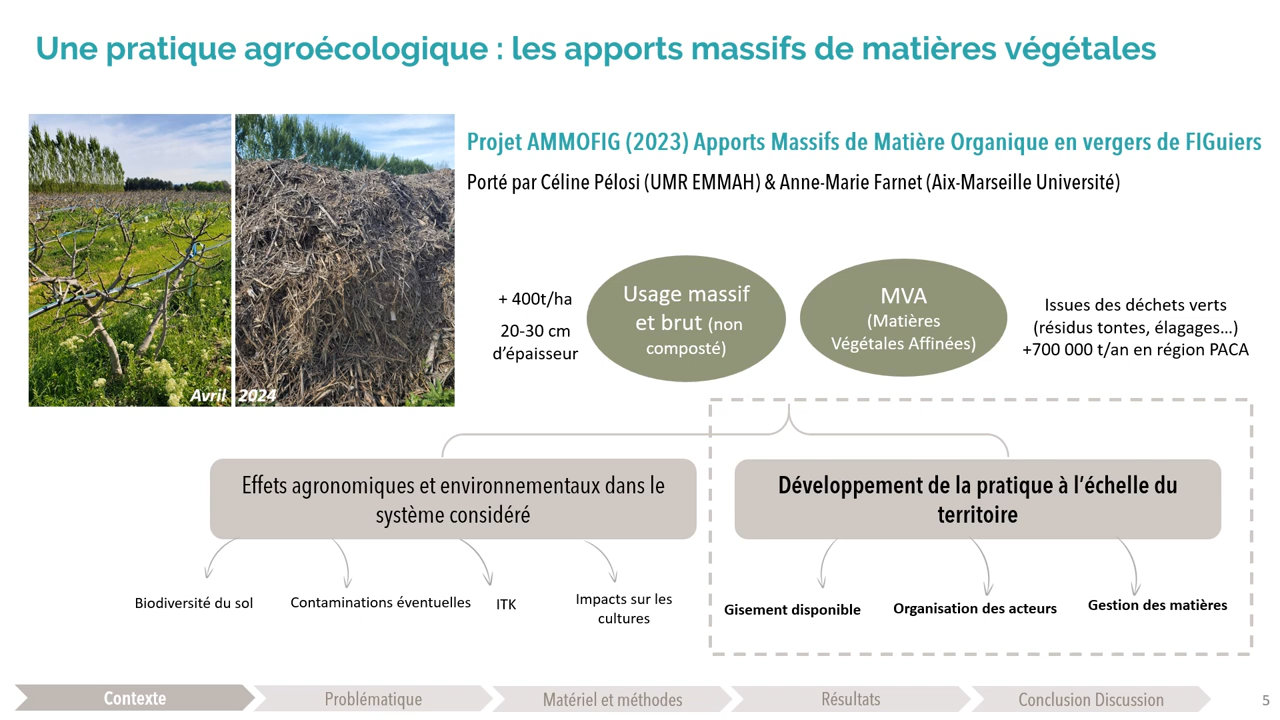 Une pratique agroécologique : les apports massifs de matières végétales
Projet AMMOFIG (2023) Apports Massifs de Matière Organique en vergers de FIGuiers
Porté par Céline Pélosi (UMR EMMAH) & Anne-Marie Farnet (Aix-Marseille Université)
Avril 2024
+ 400t/ha
20-30 cm
d’épaisseur
Usage massif
et brut (non
composté)
MVA
(Matières
Végétales Affinées)
Issues des déchets verts
(résidus tontes, élagages…)
+700 000 t/an en région PACA
Effets agronomiques et environnementaux dans le
système considéré
Développement de la pratique à l’échelle du
territoire
Biodiversité du sol
Contaminations éventuelles
ITK
Impacts sur les
cultures
Gisement disponible
Organisation des acteurs
Gestion des matières
Contexte
Problématique
Matériel et méthodes
Résultats
Conclusion Discussion
5